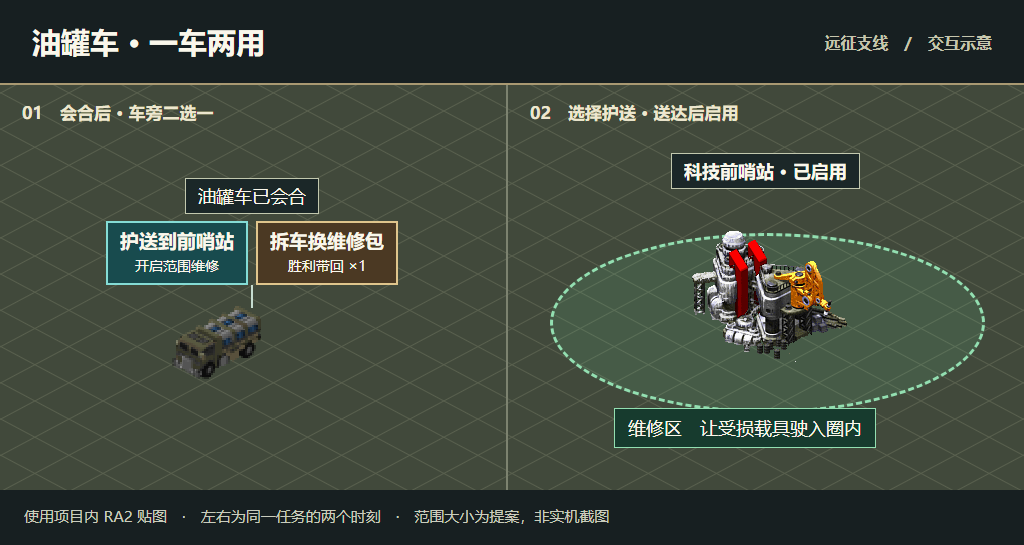 油罐车·一车两用
远征支线 / 交互示意
01 会合后·车旁二选一
油罐车已会合
护送到前哨站
开启范围维修
拆车换维修包
胜利带回 ×1
02 选择护送·送达后启用
科技前哨站·已启用
维修区 让受损载具驶入圈内
使用项目内 RA2 贴图 · 左右为同一任务的两个时刻 · 范围大小为提案，非实机截图